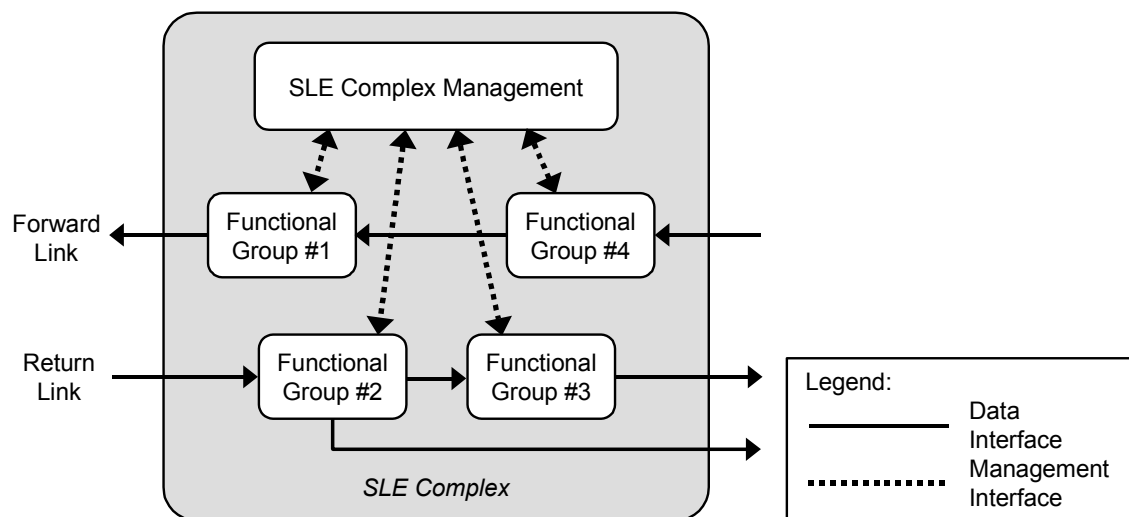 SLE Complex Management
Forward
Link
Functional
Group #1
Functional
Group #4
Return
Link
Functional
Group #2
Functional
Group #3
SLE Complex
Legend:
Data
Interface
Management
Interface